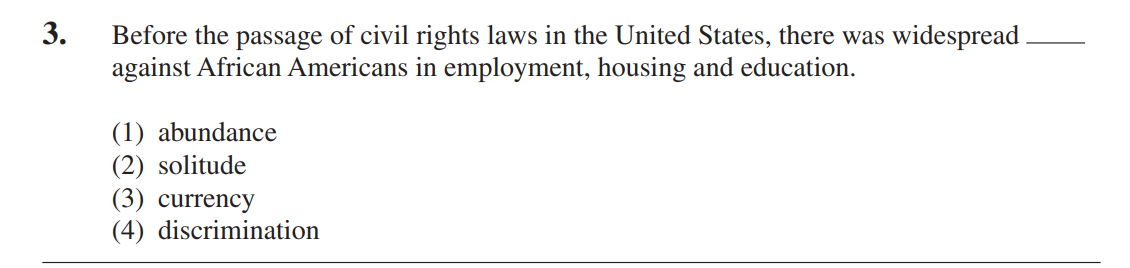 3. Before the passage of civil rights laws in the United States, there was widespread ____
against African Americans in employment, housing and education.
(1) abundance
(2) solitude
(3) currency
(4) discrimination